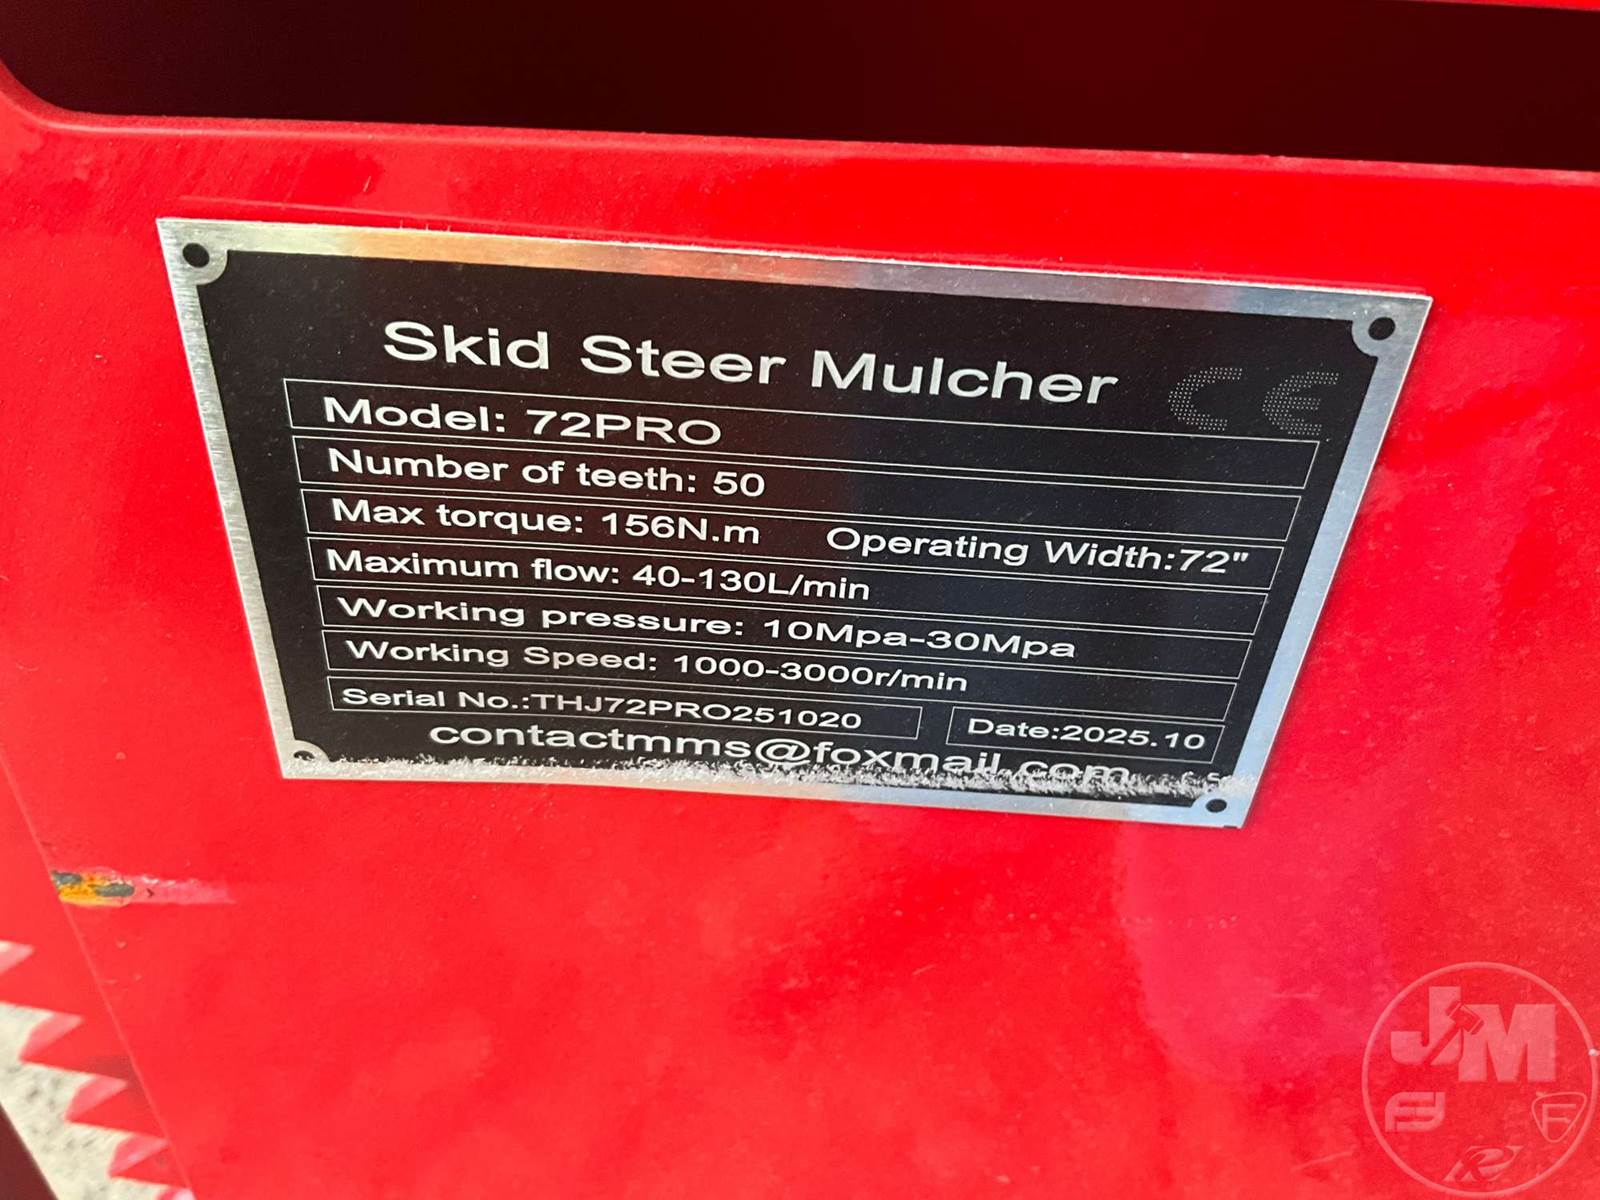 Skid Steer Mulcher CE
Model: 72PRO
Number of teeth: 50
Max torque: 156N.m Operating Width:72"
Maximum flow: 40-130L/min
Working pressure: 10Mpa-30Mpa
Working Speed: 1000-3000r/min
Serial No.:THJ72PRO251020 Date:2025.10
contactmms@foxmail.com
JM
F